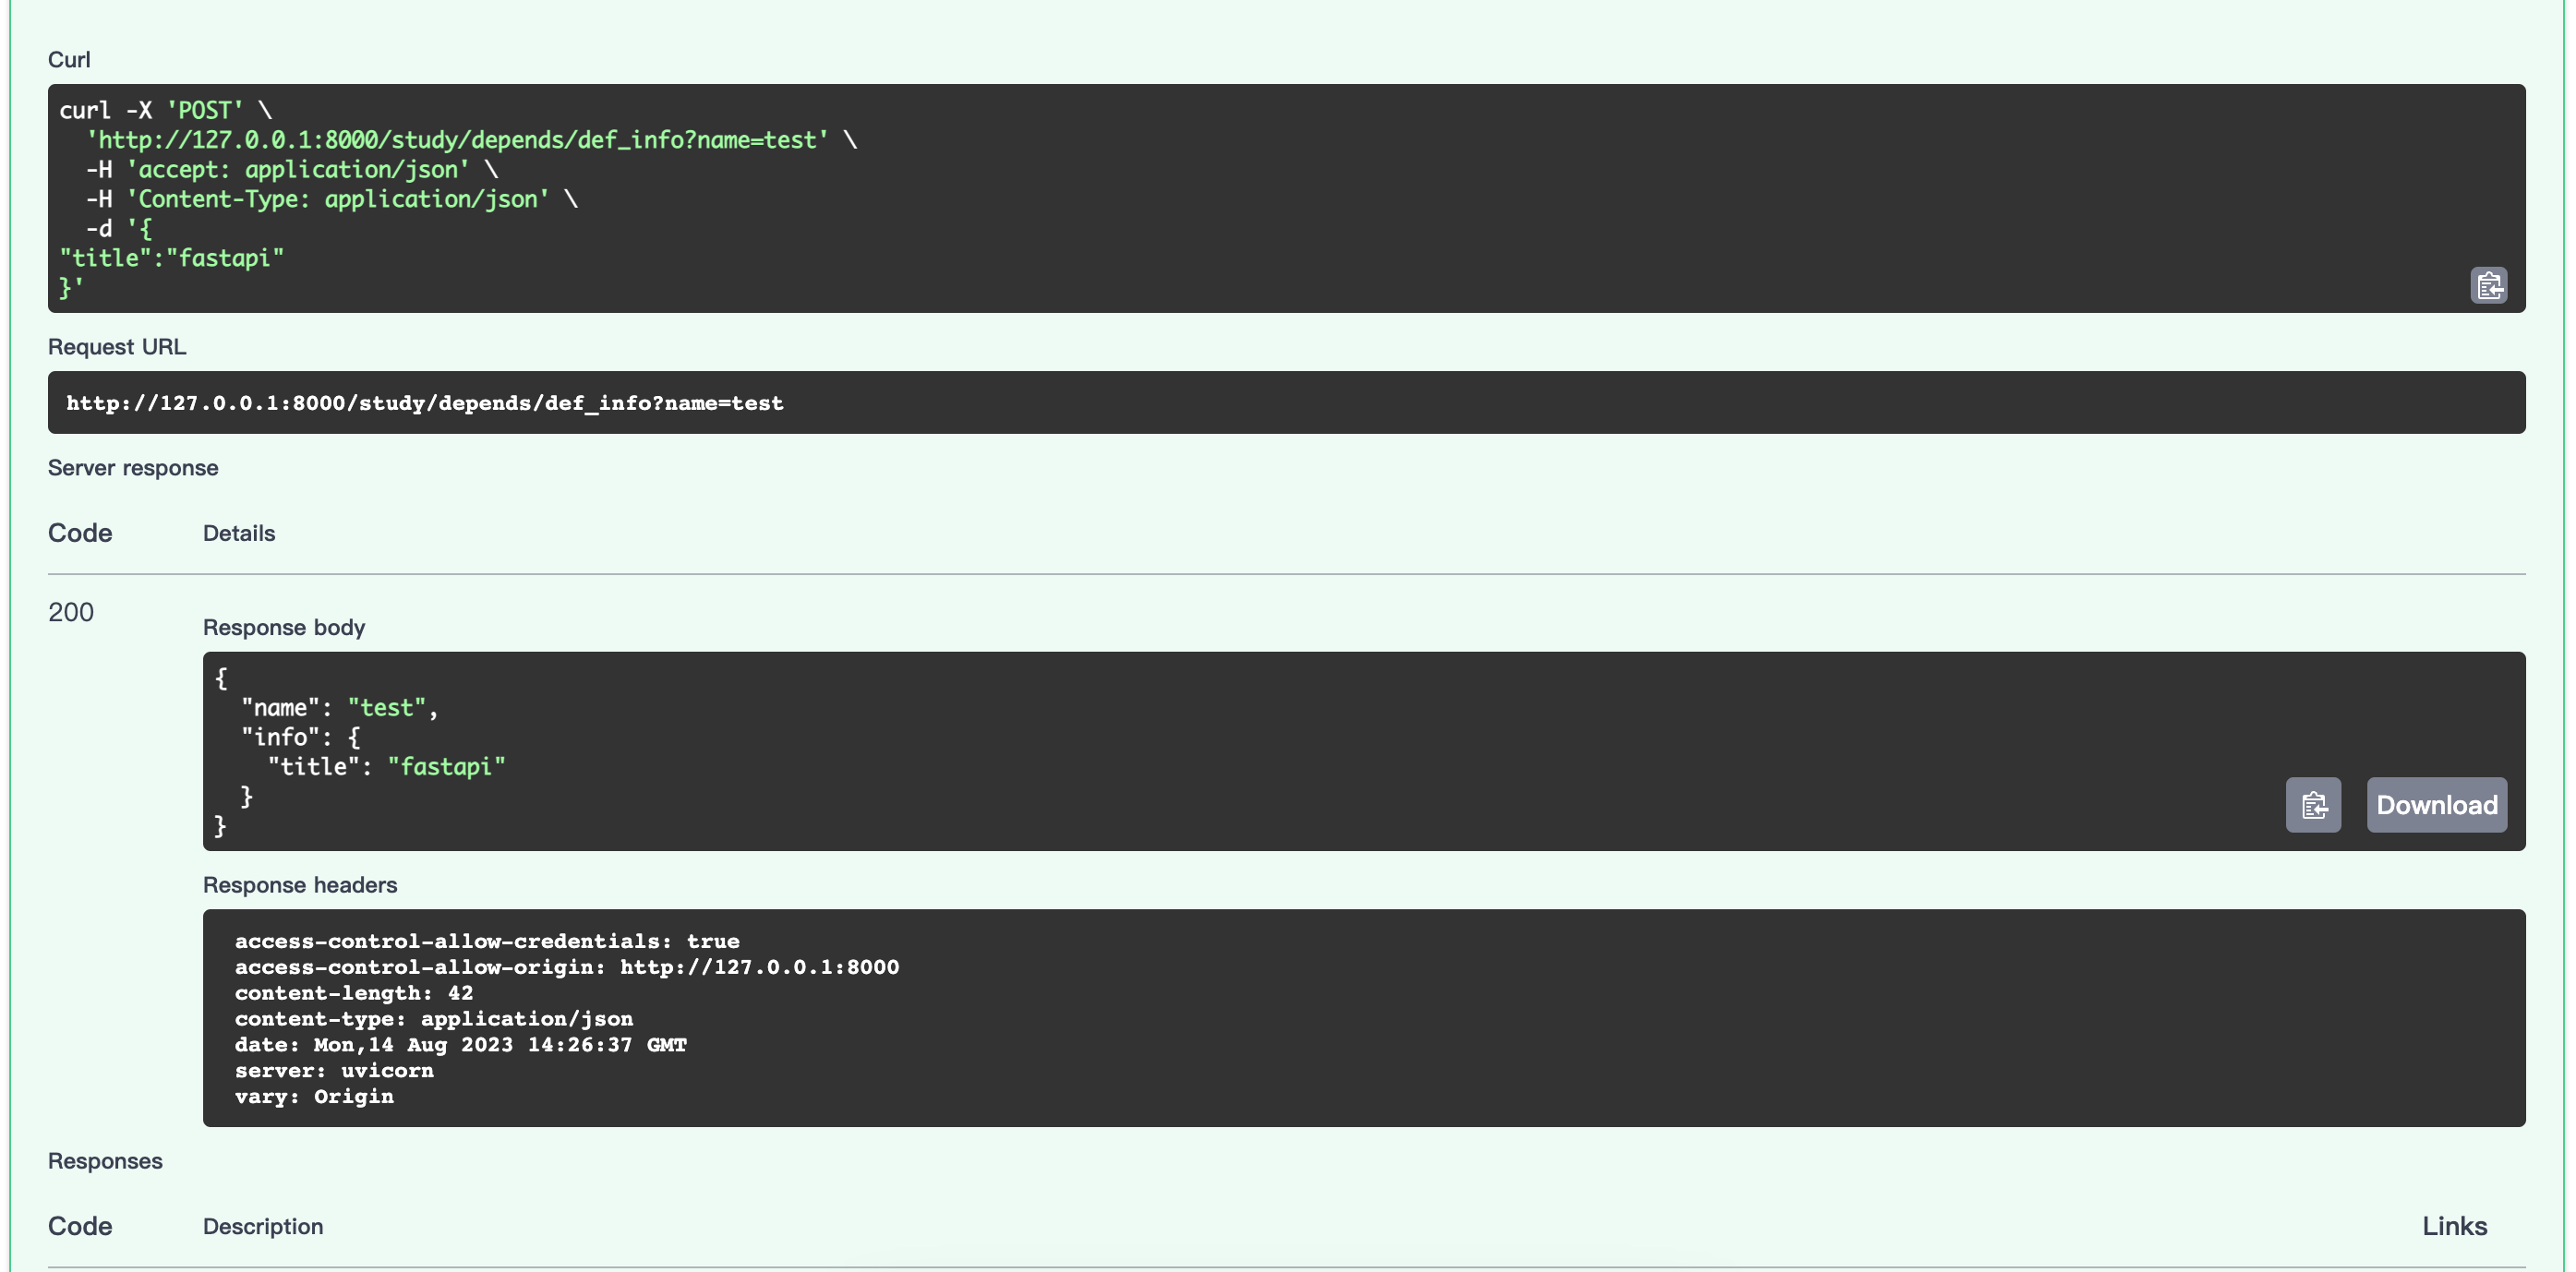 Curl
curl -X 'POST' \
  'http://127.0.0.1:8000/study/depends/def_info?name=test' \
  -H 'accept: application/json' \
  -H 'Content-Type: application/json' \
  -d '{
"title":"fastapi"
}'
Request URL
http://127.0.0.1:8000/study/depends/def_info?name=test
Server response
Code Details
200
Response body
{
  "name": "test",
  "info": {
    "title": "fastapi"
  }
}
Download
Response headers
access-control-allow-credentials: true
access-control-allow-origin: http://127.0.0.1:8000
content-length: 42
content-type: application/json
date: Mon,14 Aug 2023 14:26:37 GMT
server: uvicorn
vary: Origin
Responses
Code Description Links